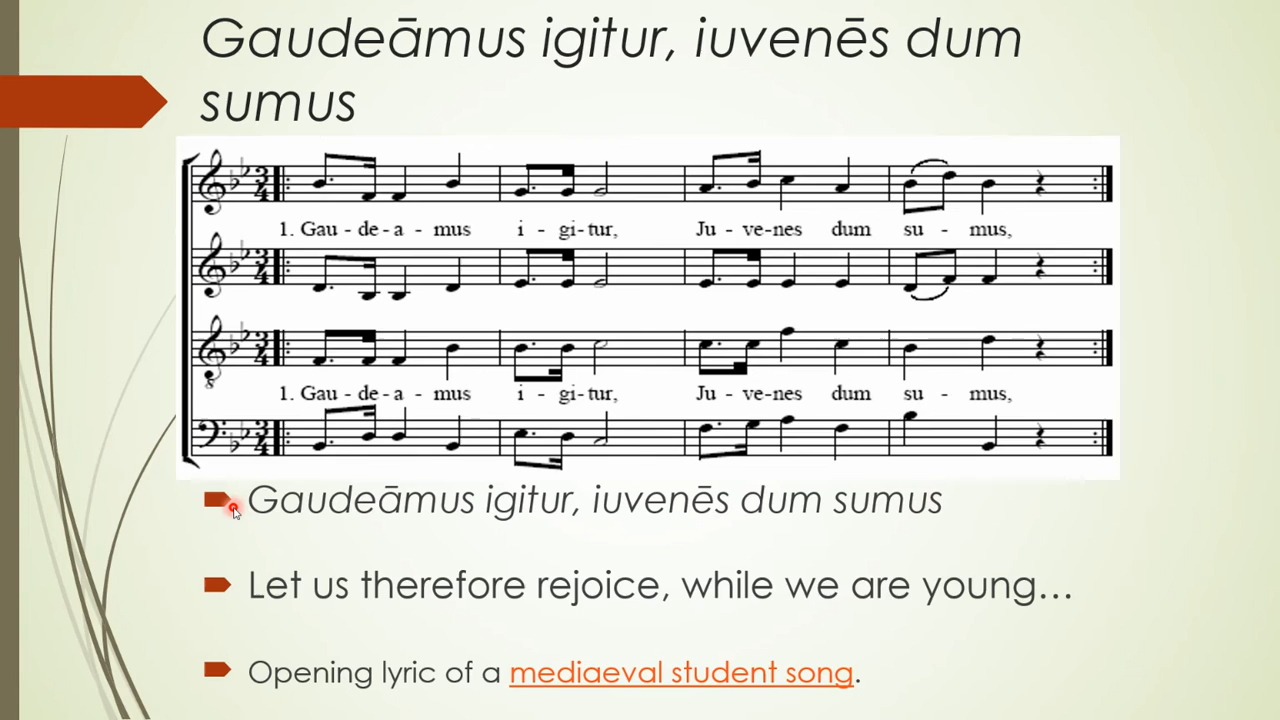 Gaudeāmus igitur, iuvenēs dum
sumus
1. Gau - de - a - mus i - gi - tur, Ju - ve - nes dum su - mus,
1. Gau - de - a - mus i - gi - tur, Ju - ve - nes dum su - mus,
Gaudeāmus igitur, iuvenēs dum sumus
Let us therefore rejoice, while we are young...
Opening lyric of a mediaeval student song.